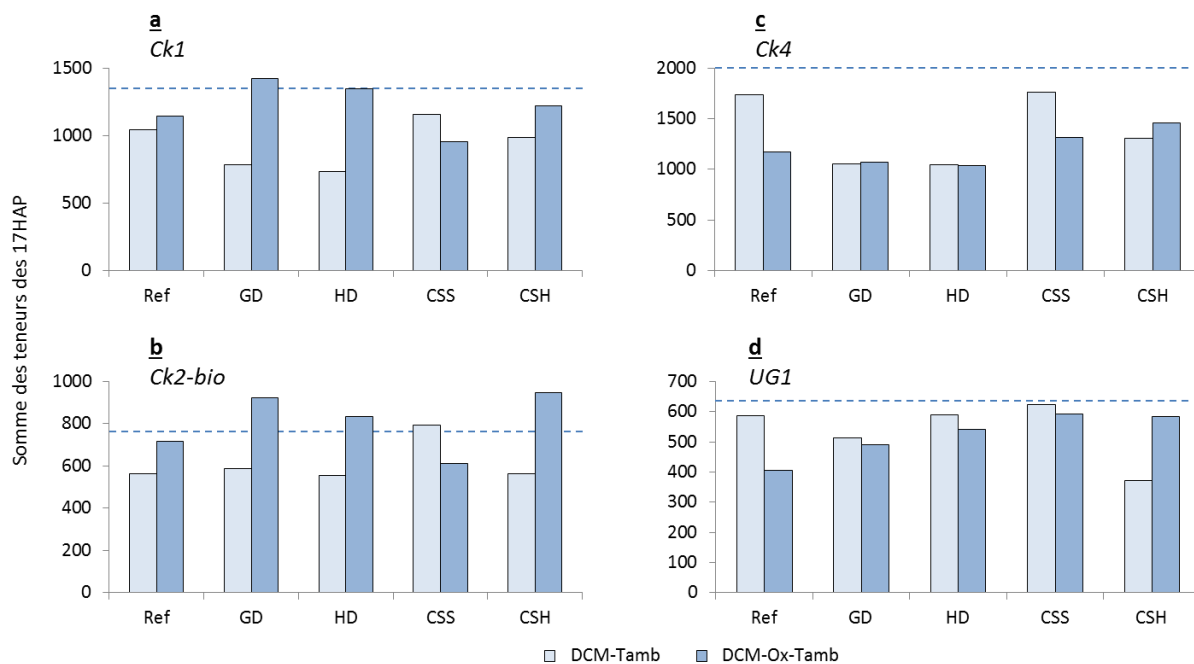 Somme des teneurs des 17HAP
a
Ck1
1500
1000
500
0
Ref GD HD CSS CSH
c
Ck4
2000
1500
1000
500
0
Ref GD HD CSS CSH
b
Ck2-bio
1000
800
600
400
200
0
Ref GD HD CSS CSH
d
UG1
700
600
500
400
300
200
100
0
Ref GD HD CSS CSH
DCM-Tamb DCM-Ox-Tamb